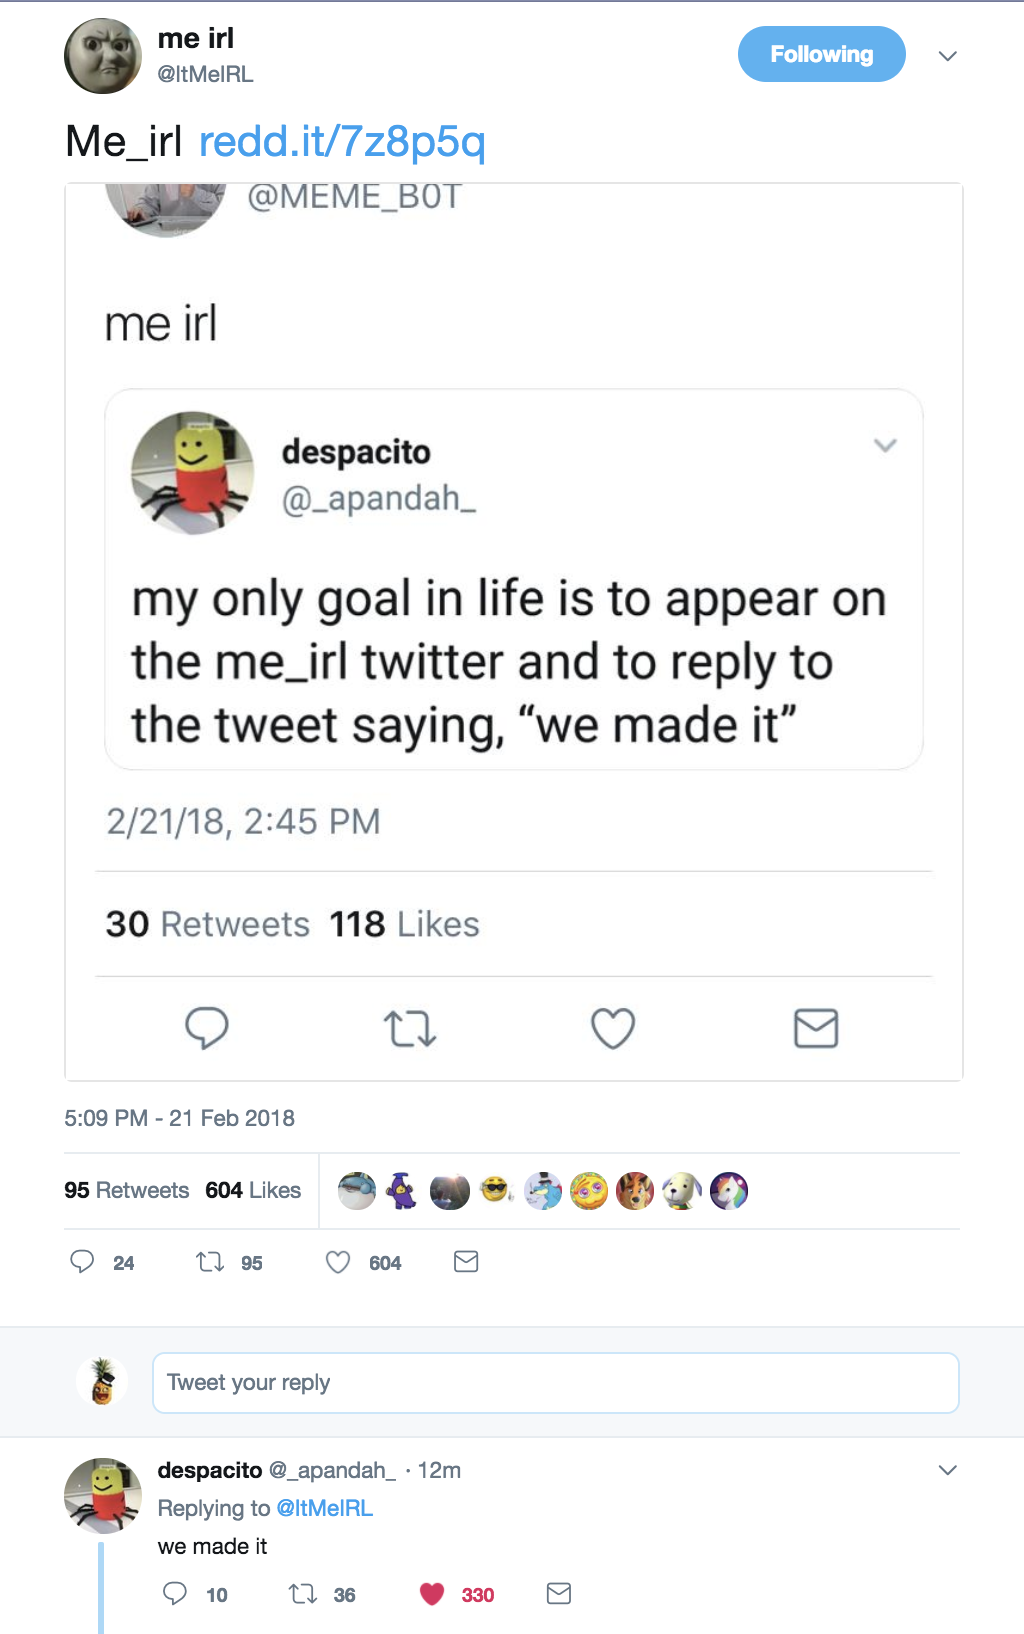 me irl
@ItMeIRL
Following
Me_irl redd.it/7z8p5q
@MEME_B0T
me irl
despacito
@_apandah_
my only goal in life is to appear on
the me_irl twitter and to reply to
the tweet saying, “we made it”
2/21/18, 2:45 PM
30 Retweets 118 Likes
5:09 PM - 21 Feb 2018
95 Retweets 604 Likes
24 95 604
Tweet your reply
despacito @_apandah_ · 12m
Replying to @ItMeIRL
we made it
10 36 330